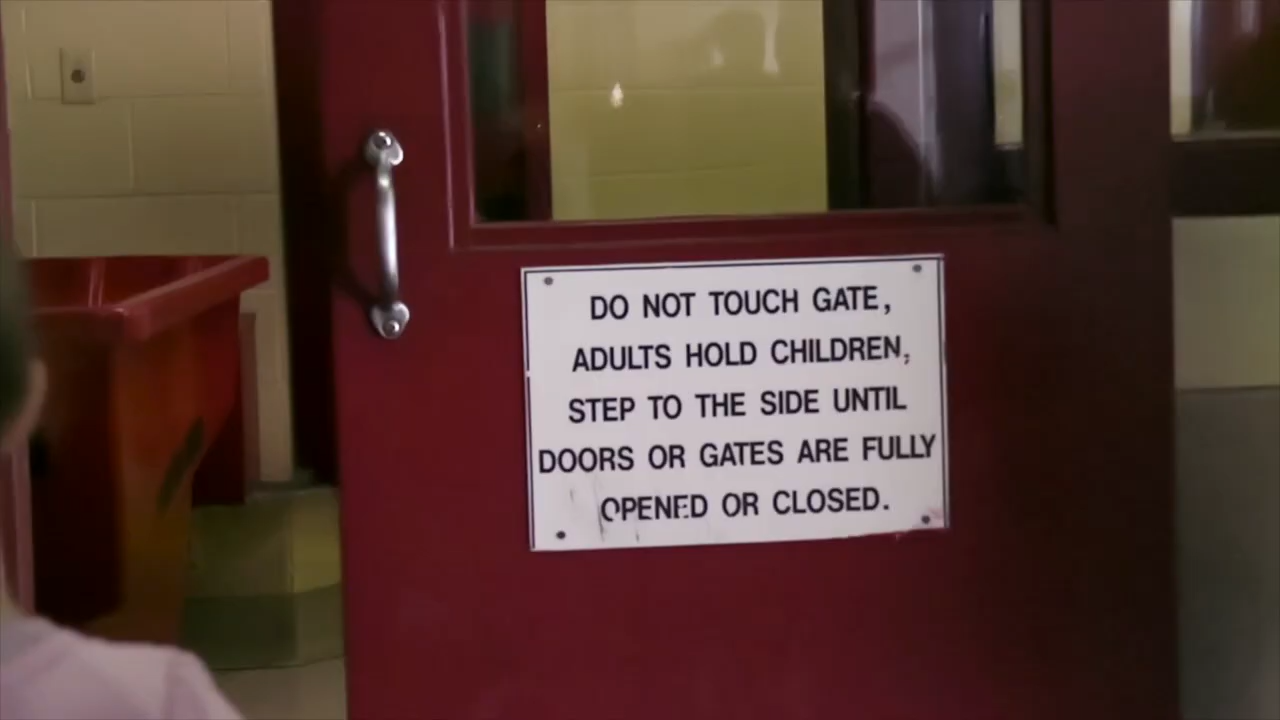 DO NOT TOUCH GATE,
ADULTS HOLD CHILDREN,
STEP TO THE SIDE UNTIL
DOORS OR GATES ARE FULLY
OPENED OR CLOSED.